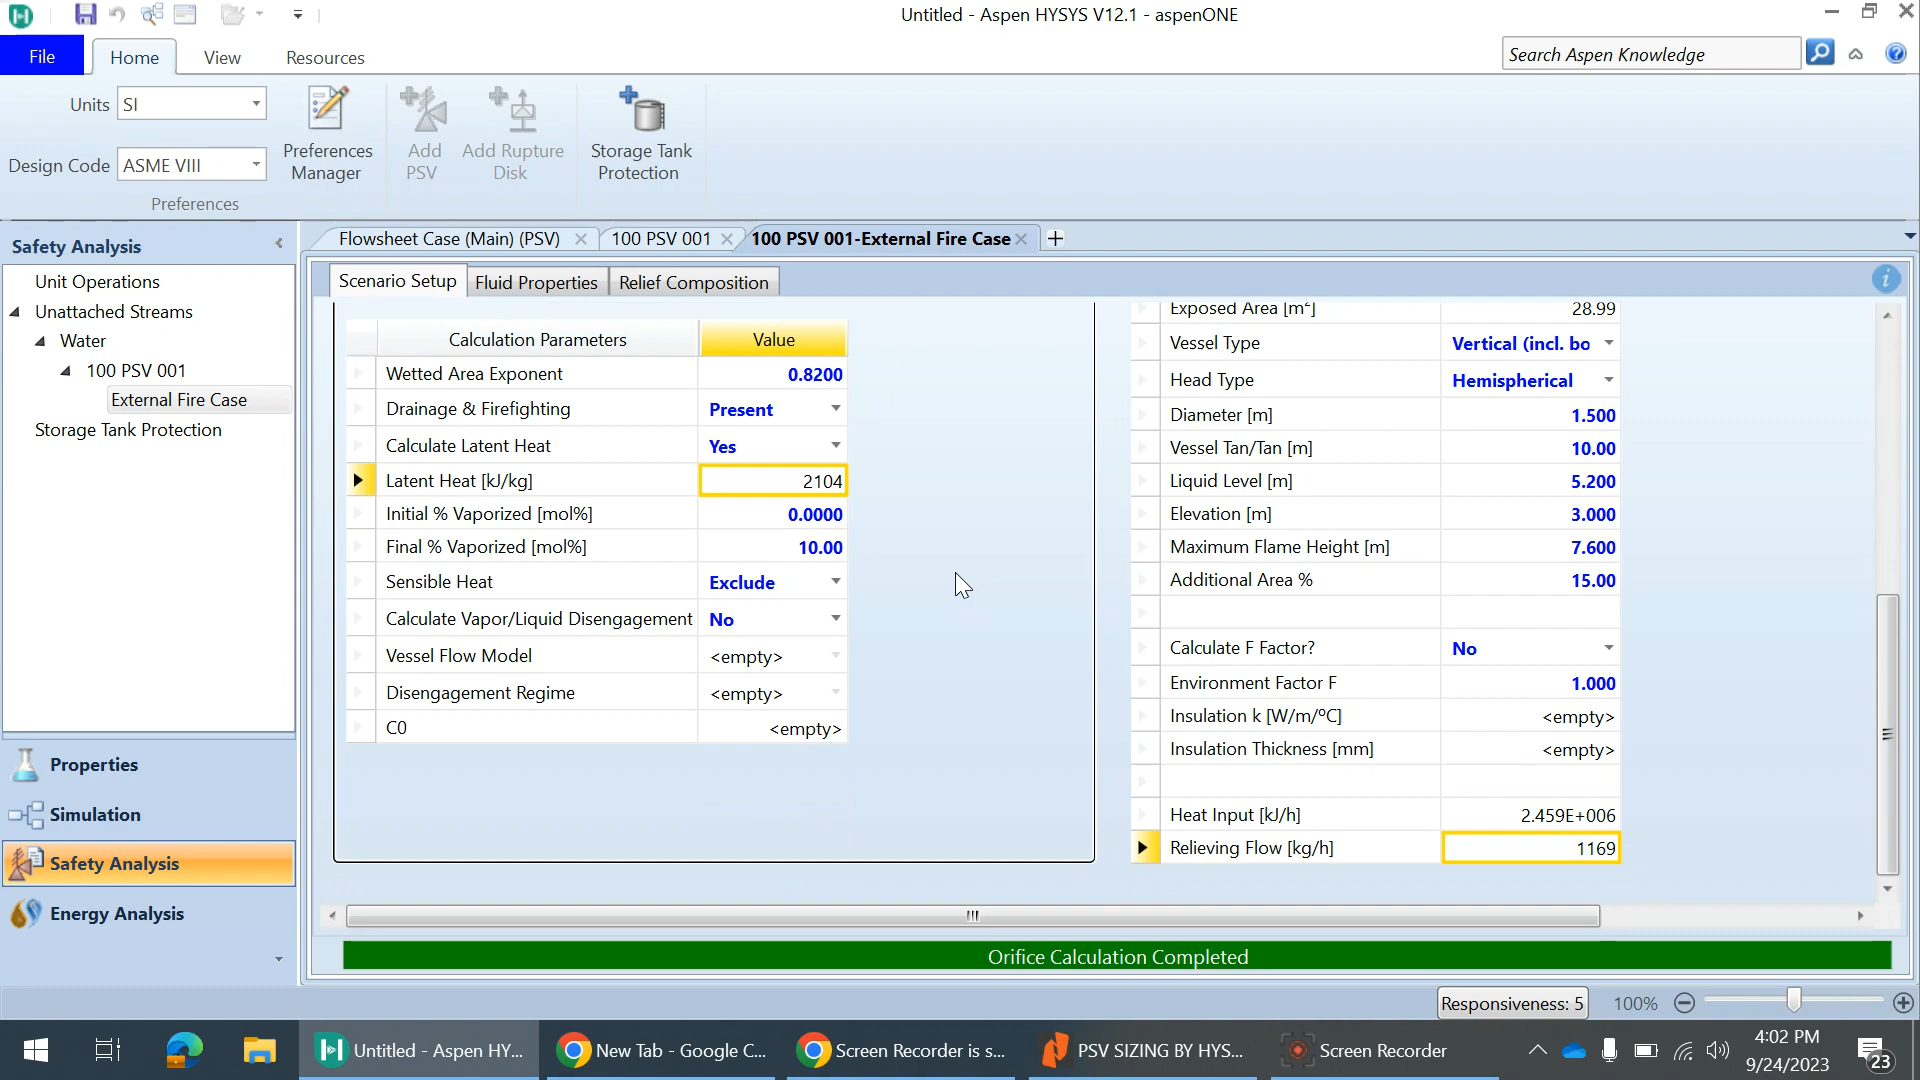 Untitled - Aspen HYSYS V12.1 - aspenONE
File
Home
View
Resources
Search Aspen Knowledge
Units
SI
Design Code
ASME VIII
Preferences
Manager
Add
PSV
Add Rupture
Disk
Storage Tank
Protection
Preferences
Safety Analysis
Flowsheet Case (Main) (PSV)
100 PSV 001
100 PSV 001-External Fire Case
Unit Operations
Unattached Streams
Water
100 PSV 001
External Fire Case
Storage Tank Protection
Scenario Setup
Fluid Properties
Relief Composition
Calculation Parameters Value
Wetted Area Exponent 0.8200
Drainage & Firefighting Present
Calculate Latent Heat Yes
Latent Heat [kJ/kg] 2104
Initial % Vaporized [mol%] 0.0000
Final % Vaporized [mol%] 10.00
Sensible Heat Exclude
Calculate Vapor/Liquid Disengagement No
Vessel Flow Model <empty>
Disengagement Regime <empty>
C0 <empty>
Exposed Area [m²] 28.99
Vessel Type Vertical (incl. bo
Head Type Hemispherical
Diameter [m] 1.500
Vessel Tan/Tan [m] 10.00
Liquid Level [m] 5.200
Elevation [m] 3.000
Maximum Flame Height [m] 7.600
Additional Area % 15.00
Calculate F Factor? No
Environment Factor F 1.000
Insulation k [W/m/ºC] <empty>
Insulation Thickness [mm] <empty>
Heat Input [kJ/h] 2.459E+006
Relieving Flow [kg/h] 1169
Properties
Simulation
Safety Analysis
Energy Analysis
Orifice Calculation Completed
Responsiveness: 5
100%
Untitled - Aspen HY...
New Tab - Google C...
Screen Recorder is s...
PSV SIZING BY HYS...
Screen Recorder
4:02 PM
9/24/2023
23